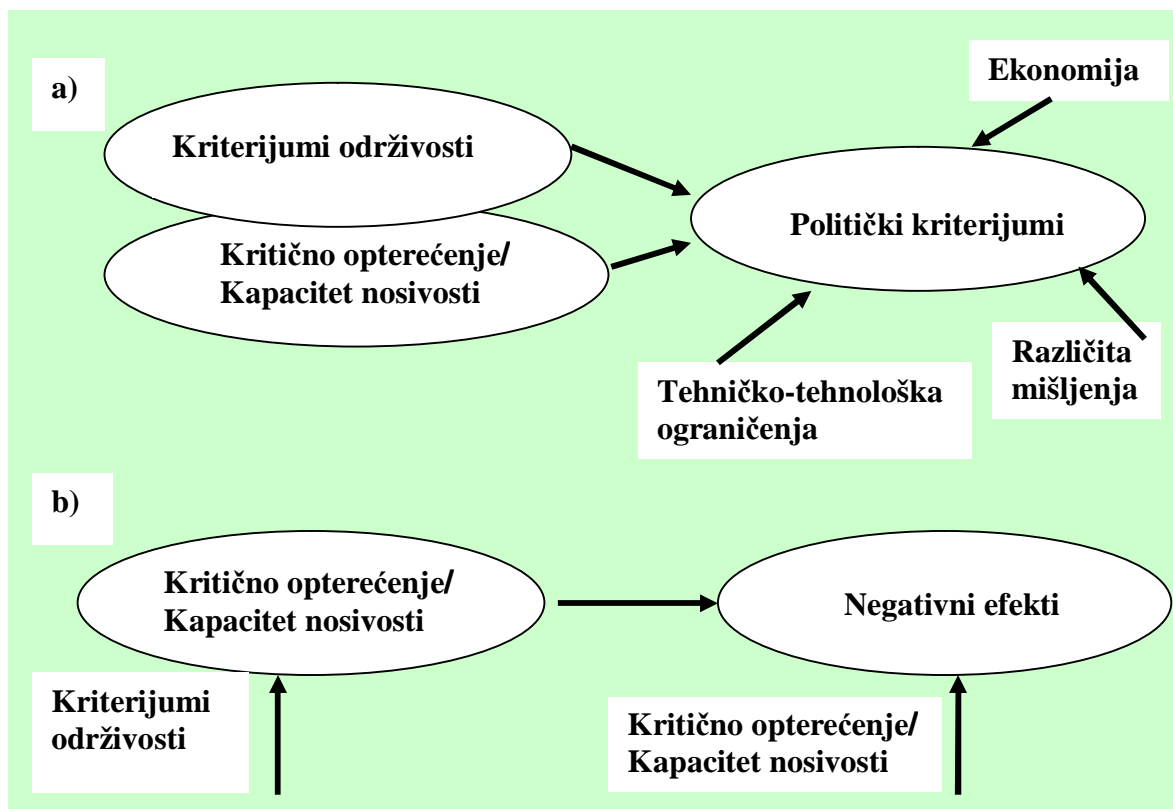 a)
Kriterijumi održivosti
Kritično opterećenje/
Kapacitet nosivosti
Ekonomija
Politički kriterijumi
Tehničko-tehnološka
ograničenja
Različita
mišljenja
b)
Kritično opterećenje/
Kapacitet nosivosti
Negativni efekti
Kriterijumi
održivosti
Kritično opterećenje/
Kapacitet nosivosti